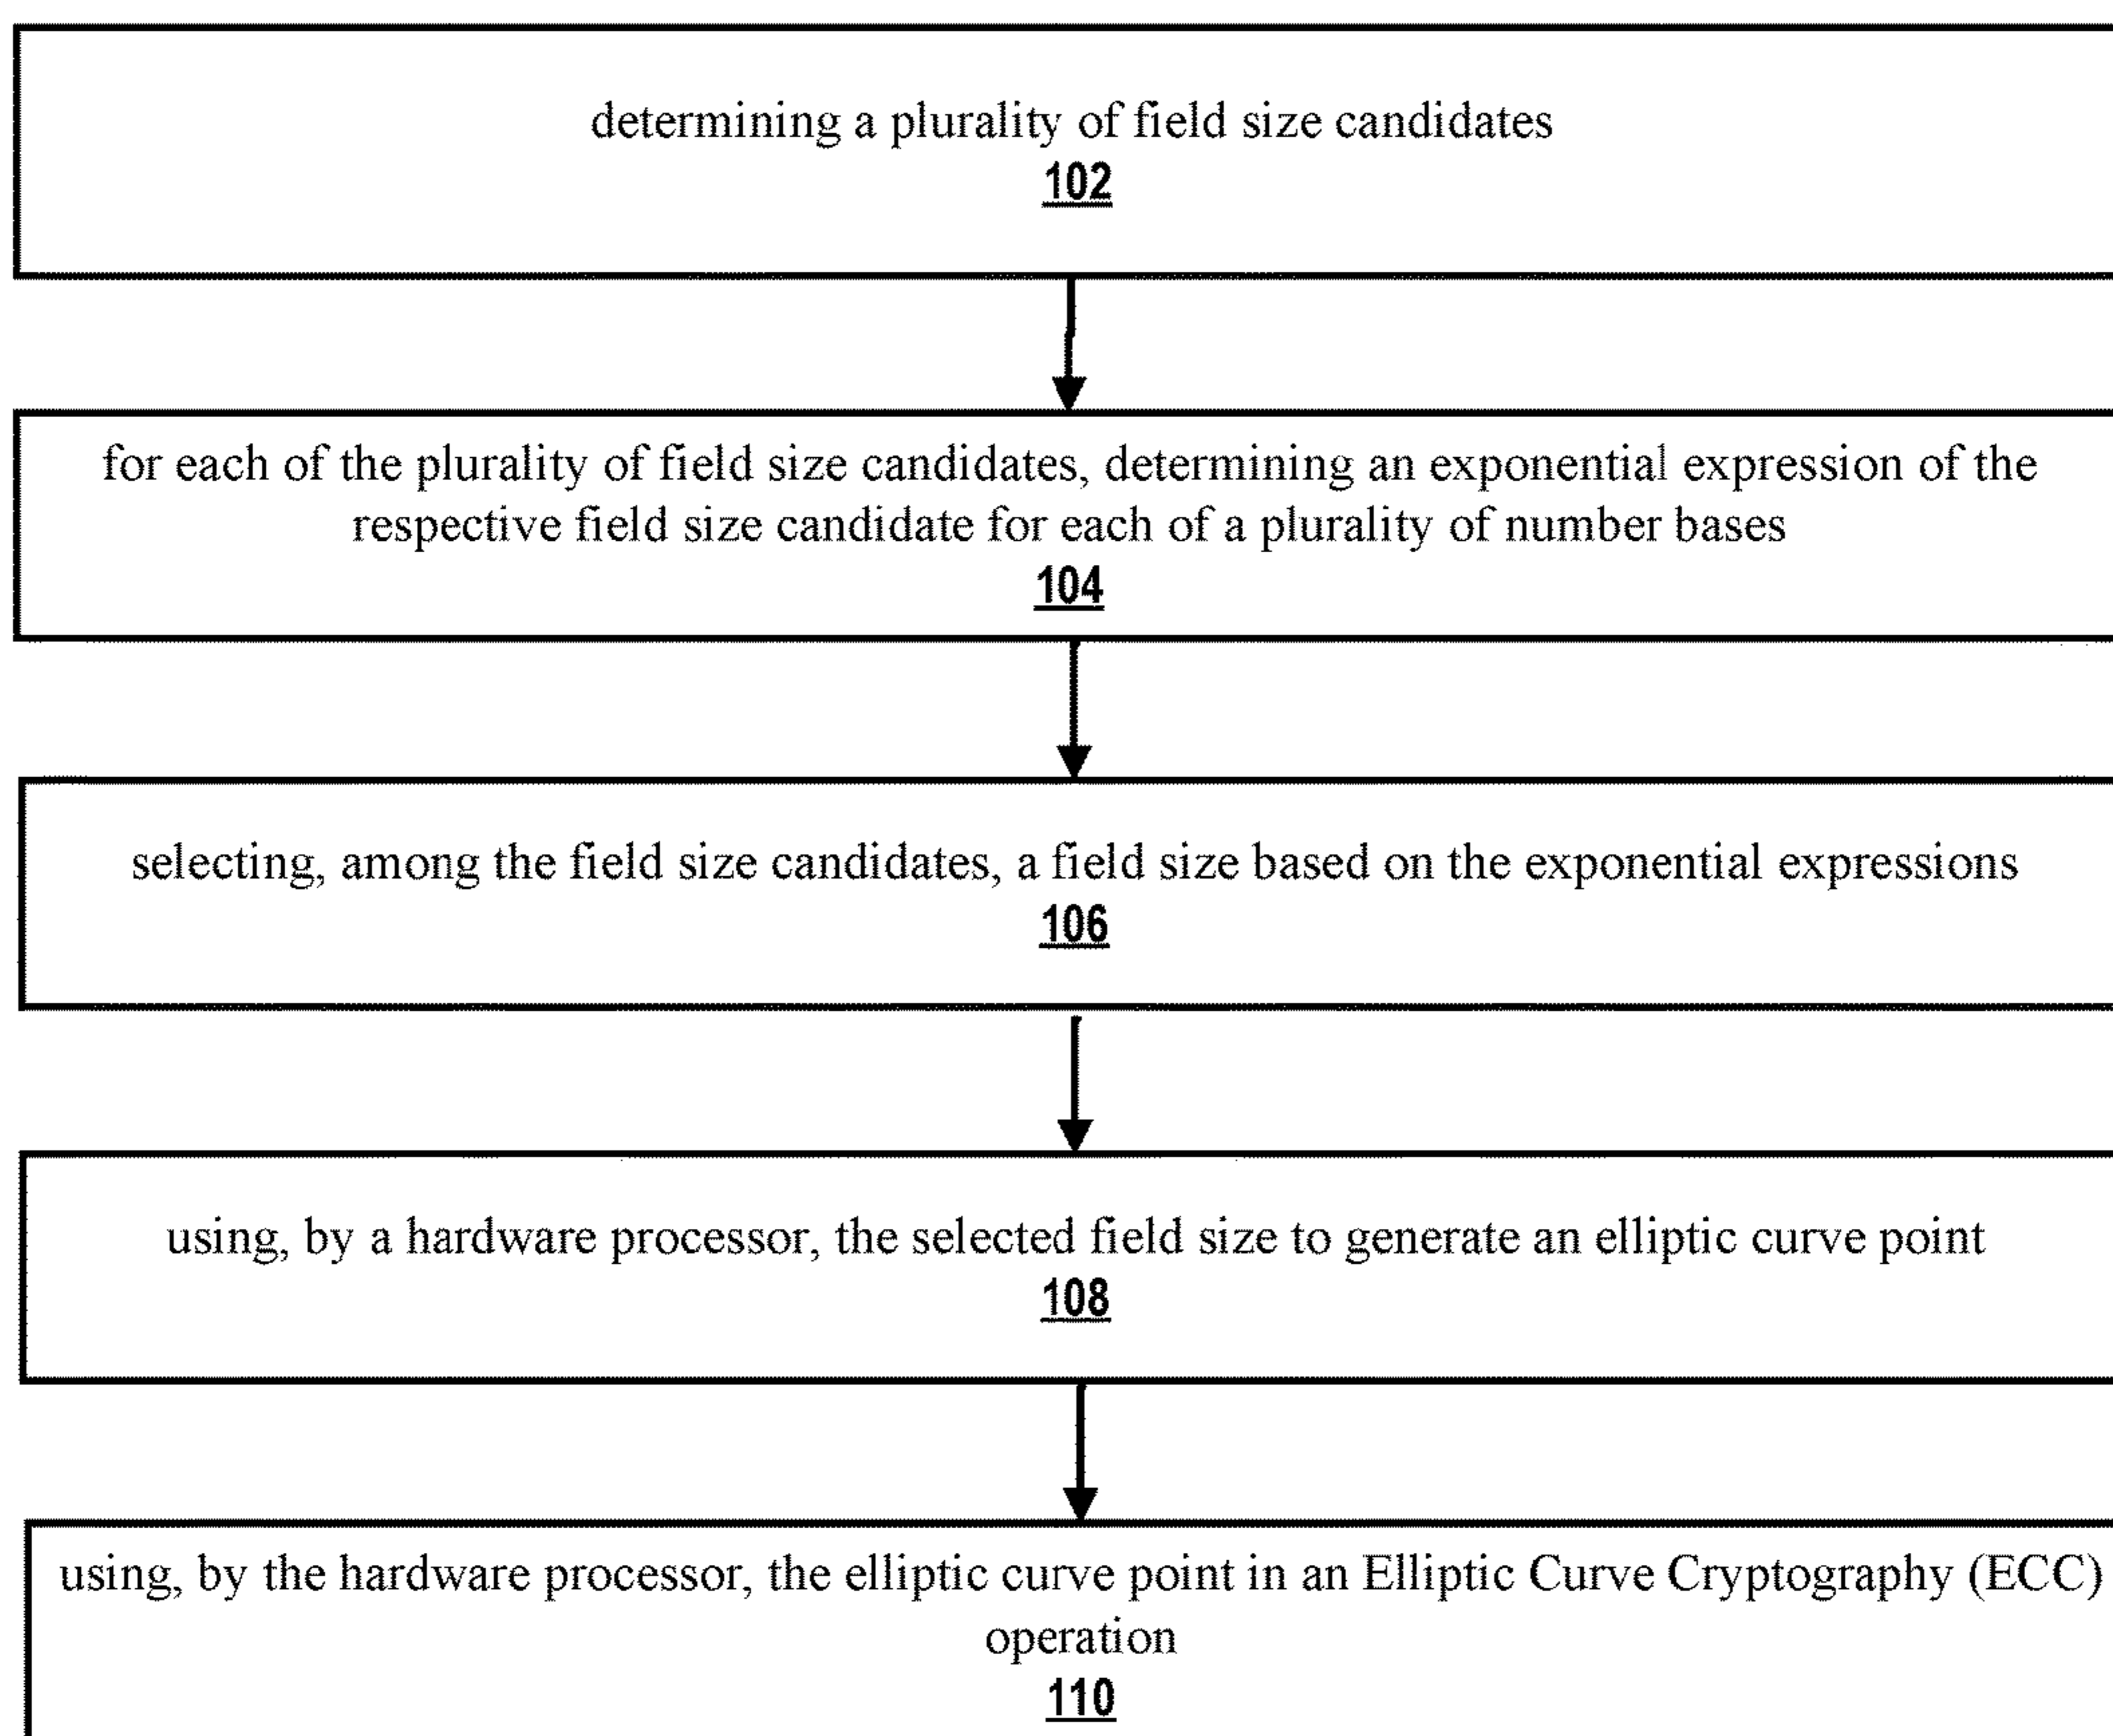 determining a plurality of field size candidates
102
for each of the plurality of field size candidates, determining an exponential expression of the
respective field size candidate for each of a plurality of number bases
104
selecting, among the field size candidates, a field size based on the exponential expressions
106
using, by a hardware processor, the selected field size to generate an elliptic curve point
108
using, by the hardware processor, the elliptic curve point in an Elliptic Curve Cryptography (ECC)
operation
110